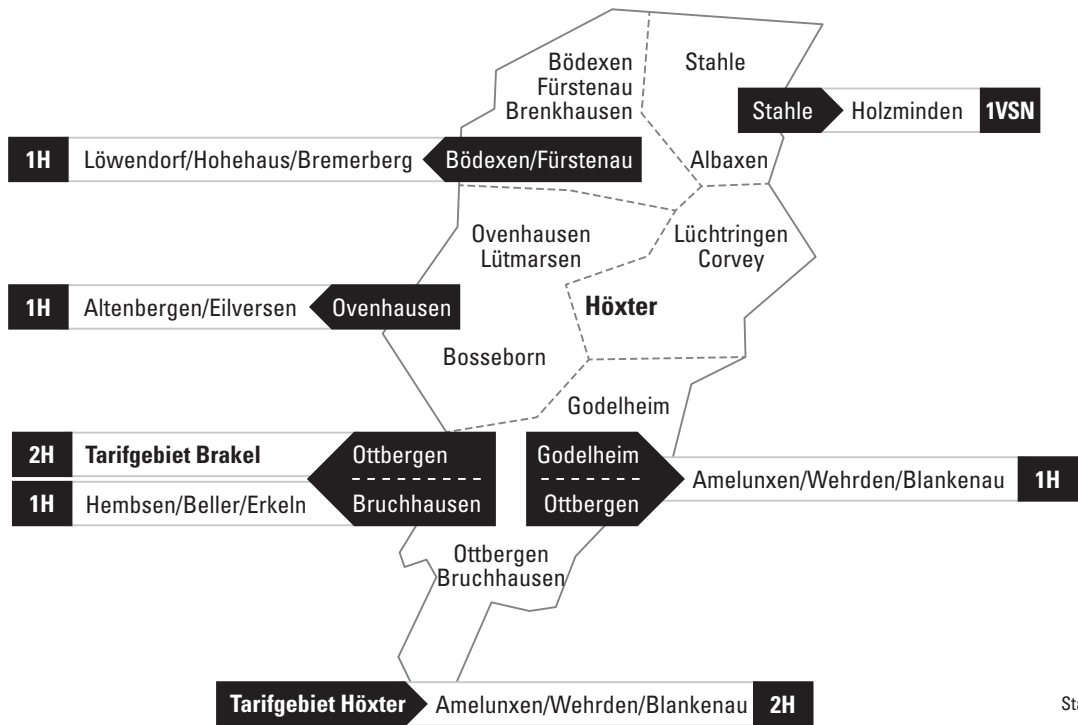 Bödexen
Fürstenau
Brenkhausen
Stahle
Stahle Holzminden 1VSN
1H Löwendorf/Hohehaus/Bremerberg Bödexen/Fürstenau
Albaxen
Ovenhausen
Lütmarsen
Lüchtringen
Corvey
1H Altenbergen/Eilversen Ovenhausen
Höxter
Bosseborn
Godelheim
2H Tarifgebiet Brakel Ottbergen
1H Hembsen/Beller/Erkeln Bruchhausen
Godelheim
Ottbergen
Amelunxen/Wehrden/Blankenau 1H
Ottbergen
Bruchhausen
Tarifgebiet Höxter Amelunxen/Wehrden/Blankenau 2H